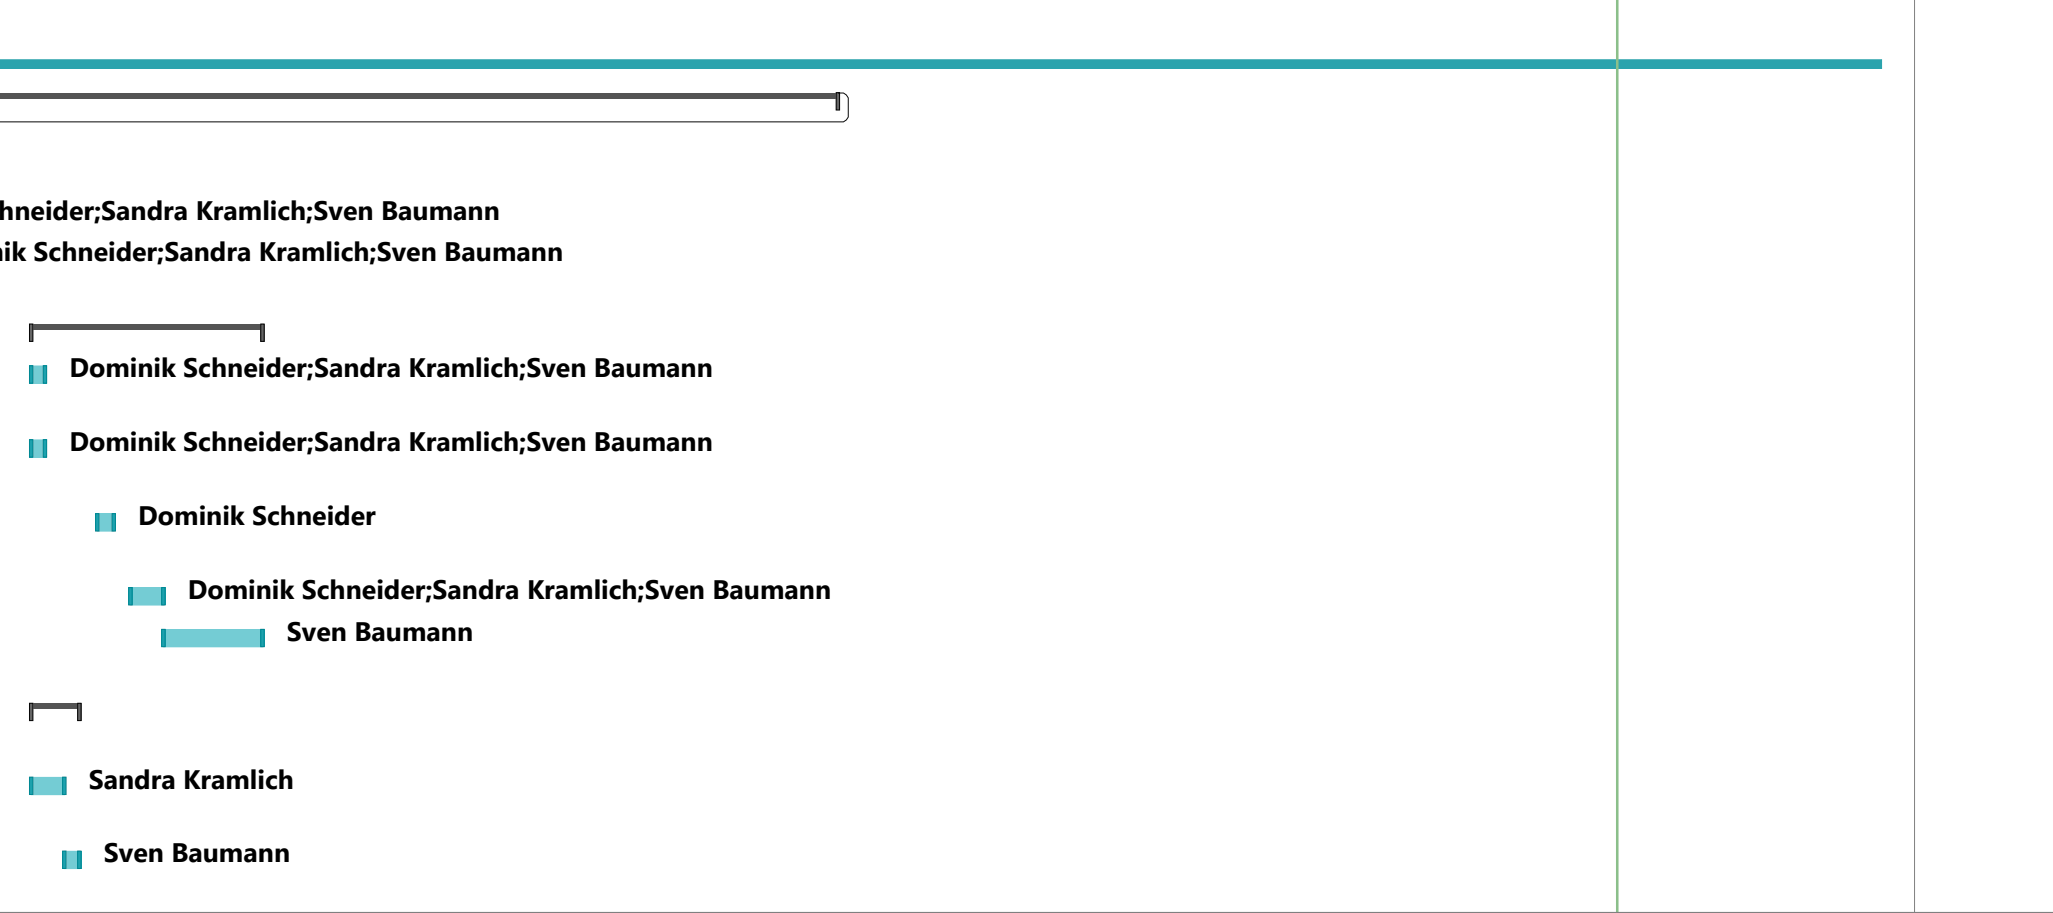 hneider;Sandra Kramlich;Sven Baumann
ik Schneider;Sandra Kramlich;Sven Baumann
Dominik Schneider;Sandra Kramlich;Sven Baumann
Dominik Schneider;Sandra Kramlich;Sven Baumann
Dominik Schneider
Dominik Schneider;Sandra Kramlich;Sven Baumann
Sven Baumann
Sandra Kramlich
Sven Baumann